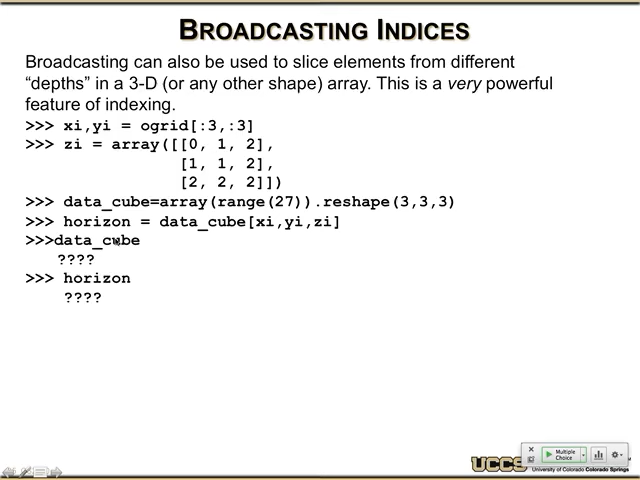 BROADCASTING INDICES
Broadcasting can also be used to slice elements from different
“depths” in a 3-D (or any other shape) array. This is a very powerful
feature of indexing.
>>> xi,yi = ogrid[:3,:3]
>>> zi = array([[0, 1, 2],
[1, 1, 2],
[2, 2, 2]])
>>> data_cube=array(range(27)).reshape(3,3,3)
>>> horizon = data_cube[xi,yi,zi]
>>>data_cube
????
>>> horizon
????
Multiple
Choice
UCCS
University of Colorado Colorado Springs